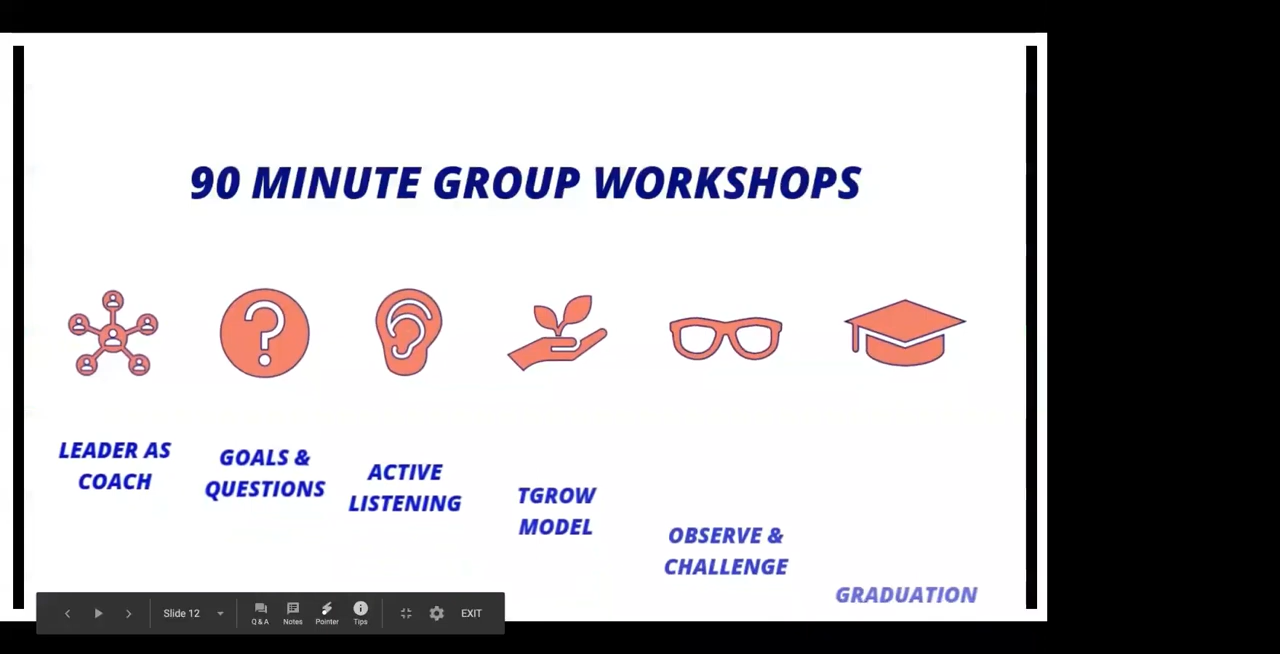 90 MINUTE GROUP WORKSHOPS
LEADER AS
COACH
GOALS &
QUESTIONS
ACTIVE
LISTENING
TGROW
MODEL
OBSERVE &
CHALLENGE
GRADUATION
Slide 12
Q & A
Notes
Pointer
Tips
EXIT